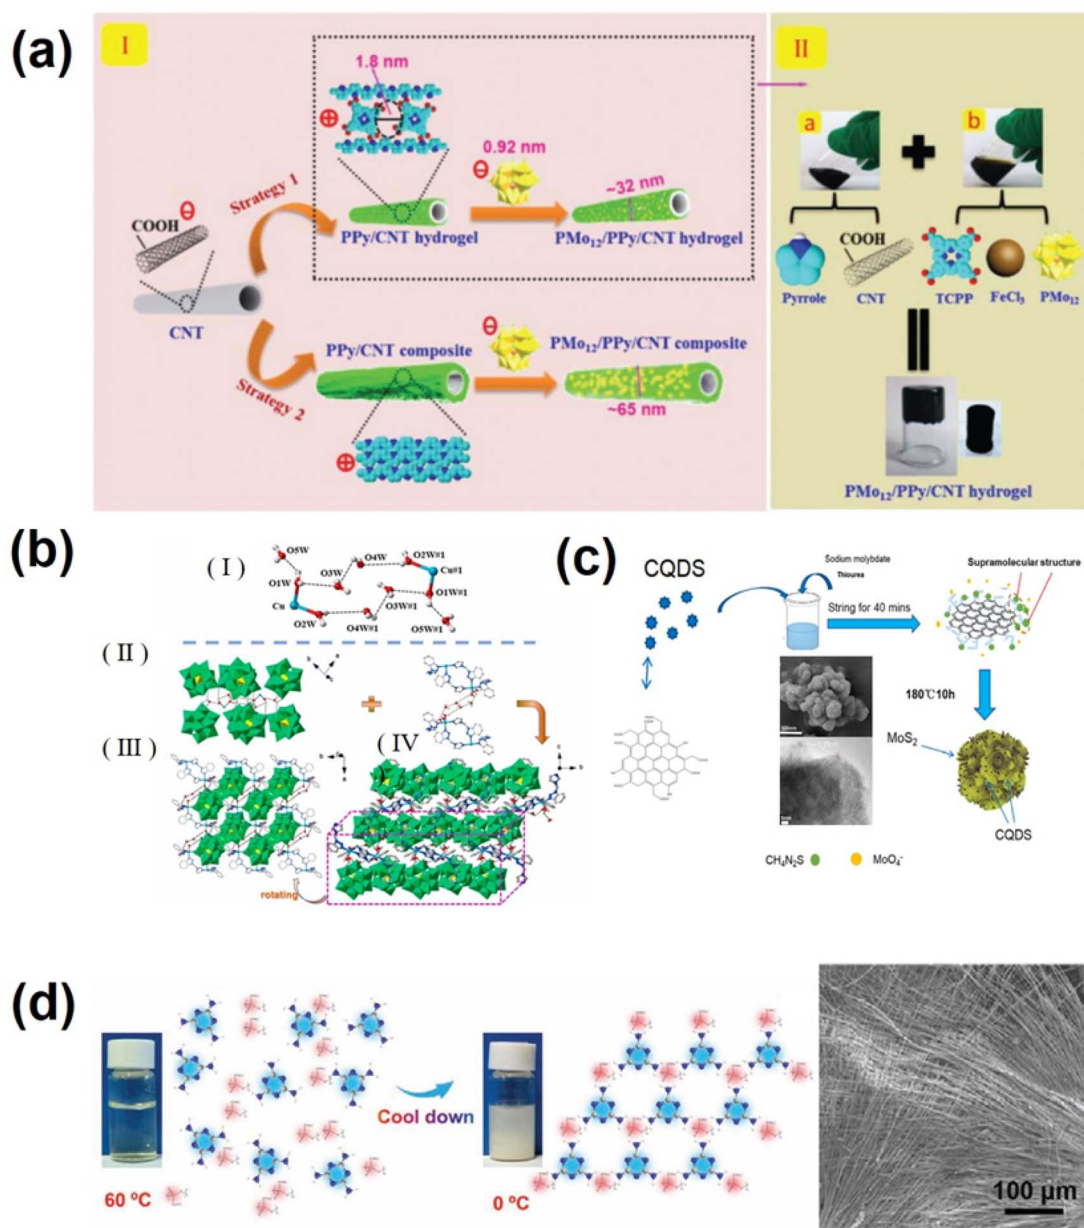 (a)
I
1.8 nm
0.92 nm
~32 nm
Strategy 1
COOH
PPy/CNT hydrogel
PMo12/PPy/CNT hydrogel
CNT
PPy/CNT composite
PMo12/PPy/CNT composite
Strategy 2
~65 nm
II
a
b
COOH
Pyrrole
CNT
TCPP
FeCl3
PMo12
PMo12/PPy/CNT hydrogel
(b)
( I )
O5W
O4W
O2W#1
O1W
O3W
Cu#1
Cu
O3W#1
O1W#1
O2W
O4W#1
O5W#1
( II )
( III )
( IV )
rotating
(c)
CQDS
Sodium molybdate
Thiourea
String for 40 mins
Supramolecular structure
180℃10h
MoS2
CQDS
CH4N2S
MoO4-
(d)
Cool down
60 ºC
0 ºC
100 μm